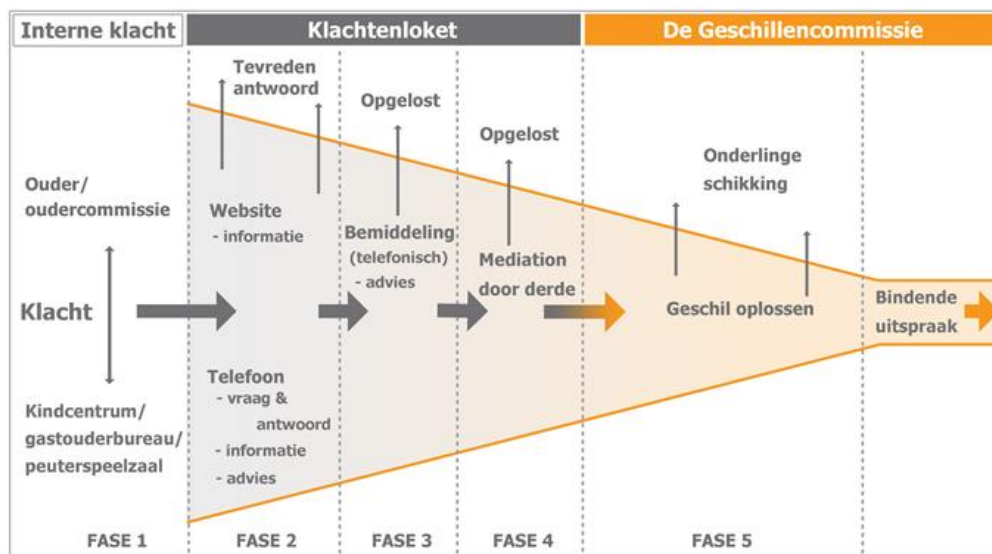 Interne klacht
Klachtenloket
De Geschillencommissie
Ouder/
oudercommissie
Klacht
Kindcentrum/
gastouderbureau/
peuterspeelzaal
Tevreden
antwoord
Website
- informatie
Telefoon
- vraag &
antwoord
- informatie
- advies
Opgelost
Bemiddeling
(telefonisch)
- advies
Opgelost
Mediation
door derde
Onderlinge
schikking
Geschil oplossen
Bindende
uitspraak
FASE 1
FASE 2
FASE 3
FASE 4
FASE 5